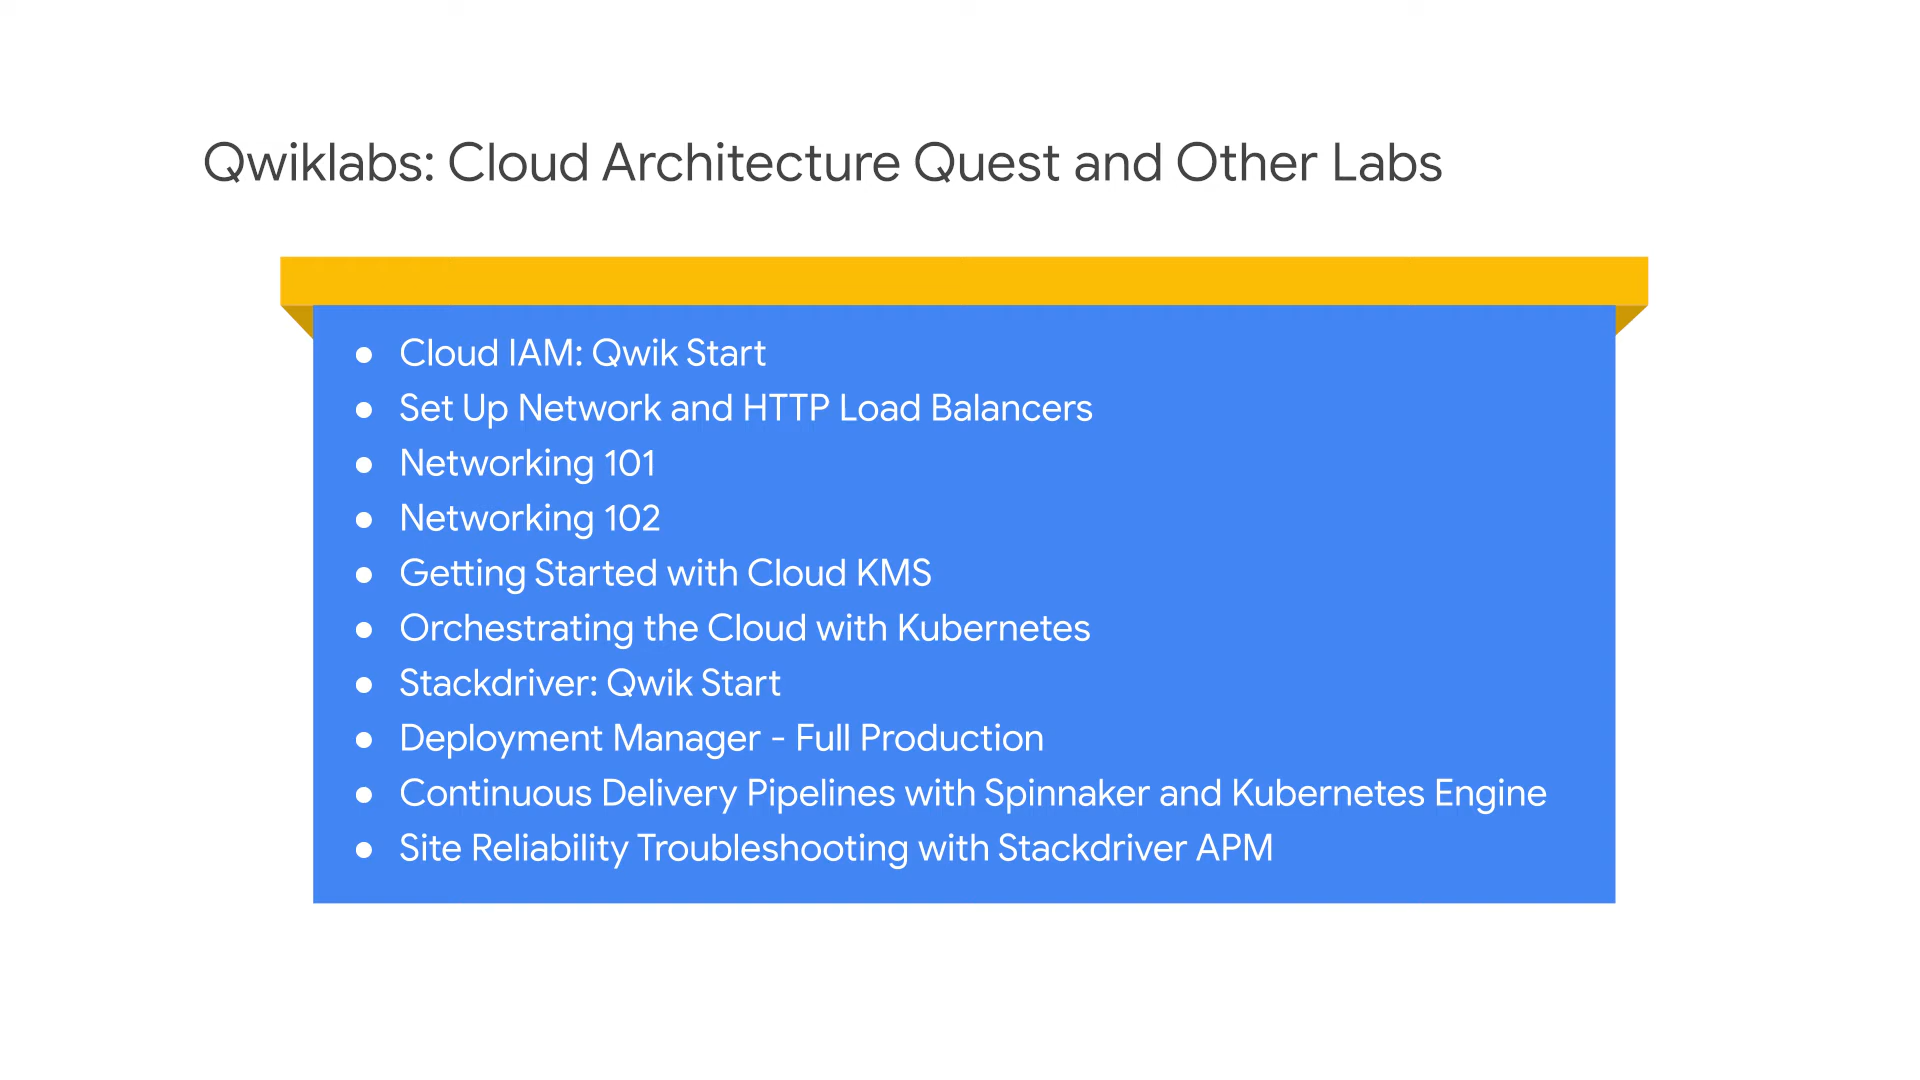 Qwiklabs: Cloud Architecture Quest and Other Labs
● Cloud IAM: Qwik Start
● Set Up Network and HTTP Load Balancers
● Networking 101
● Networking 102
● Getting Started with Cloud KMS
● Orchestrating the Cloud with Kubernetes
● Stackdriver: Qwik Start
● Deployment Manager - Full Production
● Continuous Delivery Pipelines with Spinnaker and Kubernetes Engine
● Site Reliability Troubleshooting with Stackdriver APM